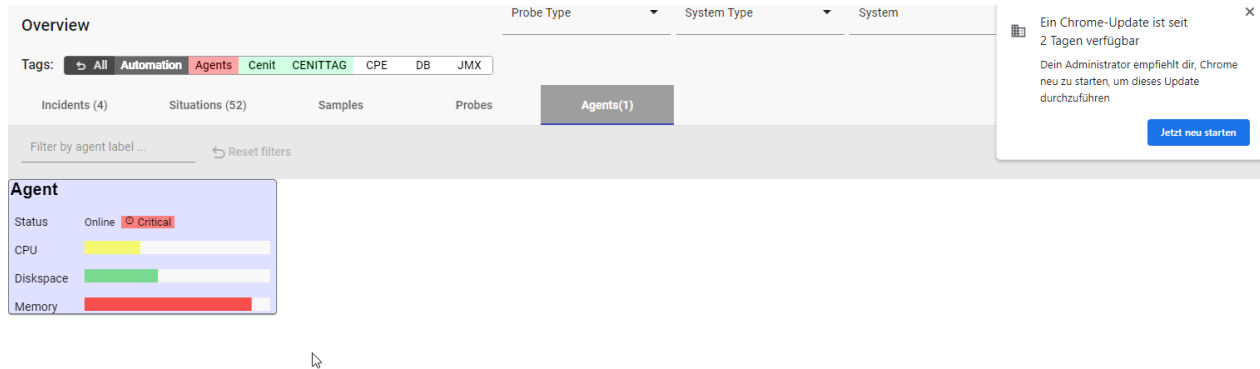 Overview
Probe Type
System Type
System
Tags:
All Automation Agents Cenit CENITTAG CPE DB JMX
Incidents (4)
Situations (52)
Samples
Probes
Agents(1)
Filter by agent label ...
Reset filters
Agent
Status Online Critical
CPU
Diskspace
Memory
Ein Chrome-Update ist seit
2 Tagen verfügbar
Dein Administrator empfiehlt dir, Chrome
neu zu starten, um dieses Update
durchzuführen
Jetzt neu starten